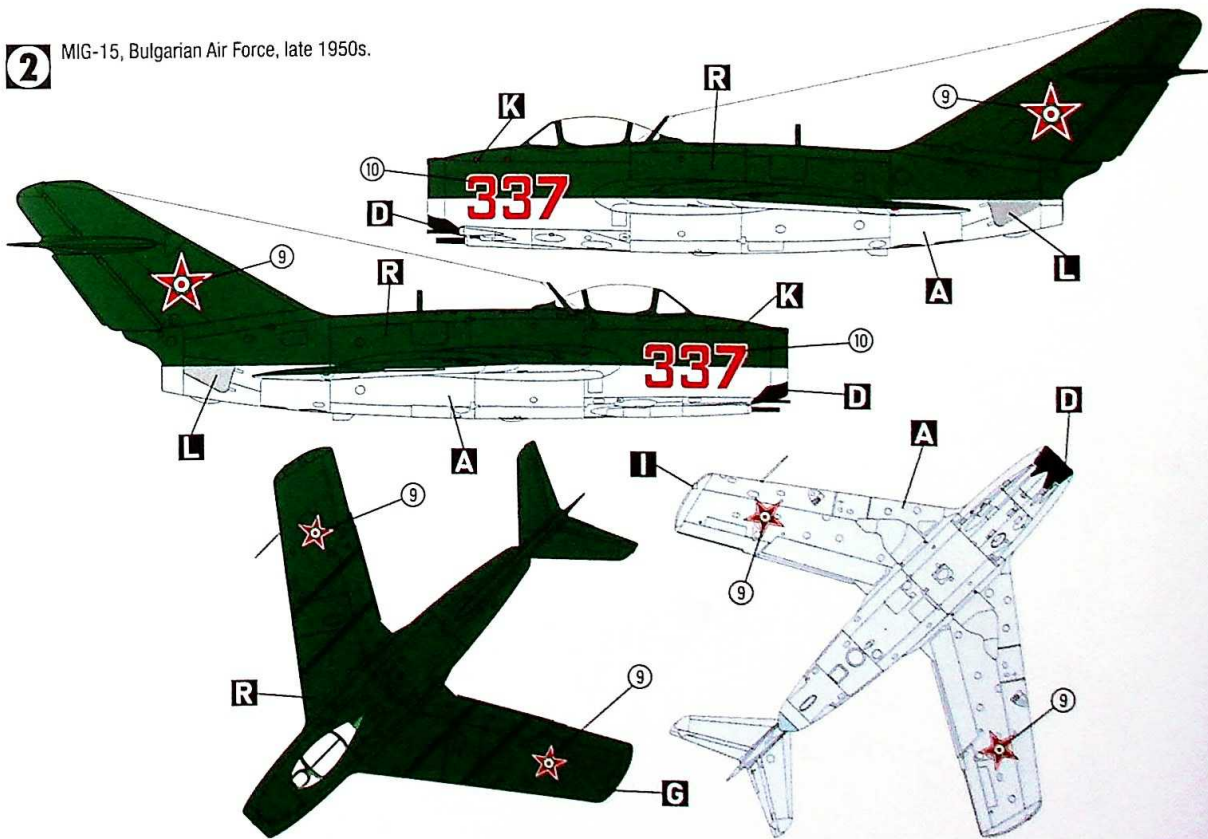 2 MIG-15, Bulgarian Air Force, late 1950s.
R
9
K
10
337
D
L
A
9
R
K
337
10
D
L
A
9
R
9
G
I
A
D
9
9